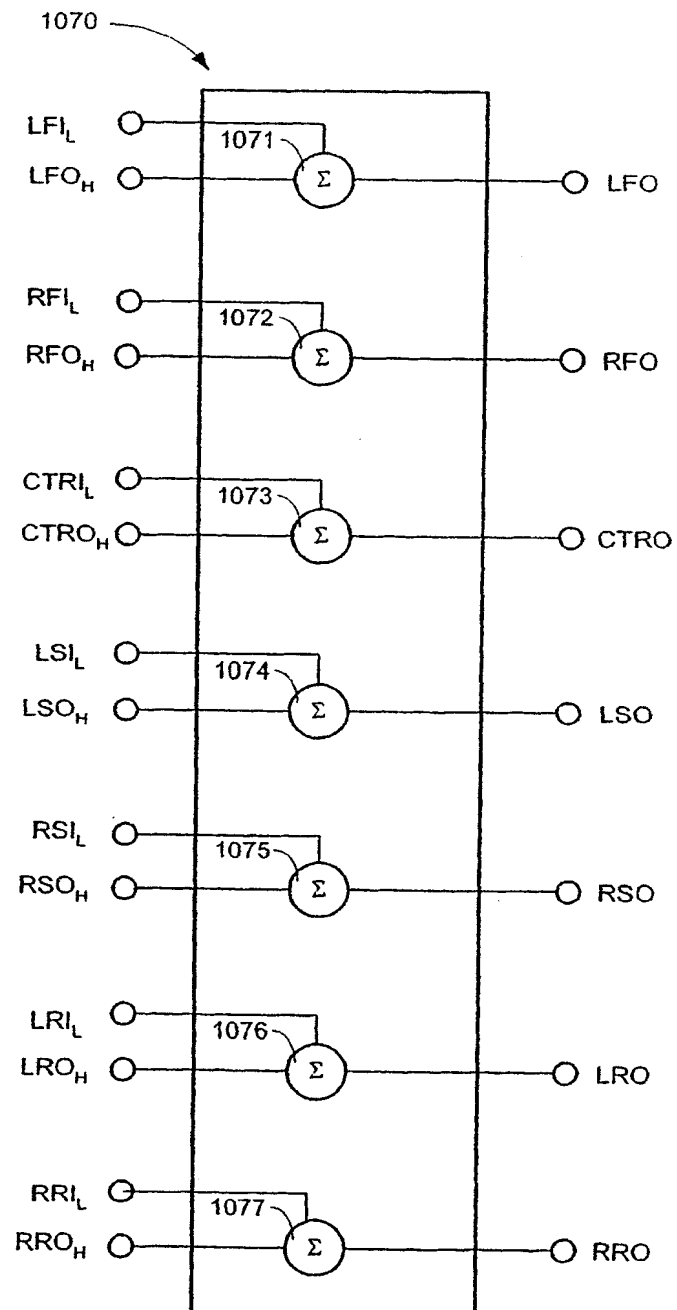 1070
LFI_L
1071
LFO_H Σ LFO
RFI_L
1072
RFO_H Σ RFO
CTRI_L
1073
CTRO_H Σ CTRO
LSI_L
1074
LSO_H Σ LSO
RSI_L
1075
RSO_H Σ RSO
LRI_L
1076
LRO_H Σ LRO
RRI_L
1077
RRO_H Σ RRO